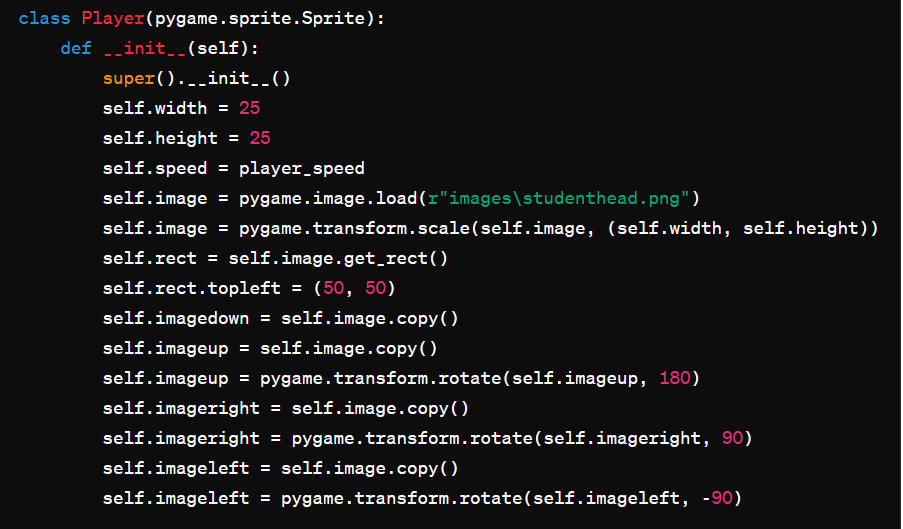 class Player(pygame.sprite.Sprite):
    def __init__(self):
        super().__init__()
        self.width = 25
        self.height = 25
        self.speed = player_speed
        self.image = pygame.image.load(r"images\studenthead.png")
        self.image = pygame.transform.scale(self.image, (self.width, self.height))
        self.rect = self.image.get_rect()
        self.rect.topleft = (50, 50)
        self.imagedown = self.image.copy()
        self.imageup = self.image.copy()
        self.imageup = pygame.transform.rotate(self.imageup, 180)
        self.imageright = self.image.copy()
        self.imageright = pygame.transform.rotate(self.imageright, 90)
        self.imageleft = self.image.copy()
        self.imageleft = pygame.transform.rotate(self.imageleft, -90)